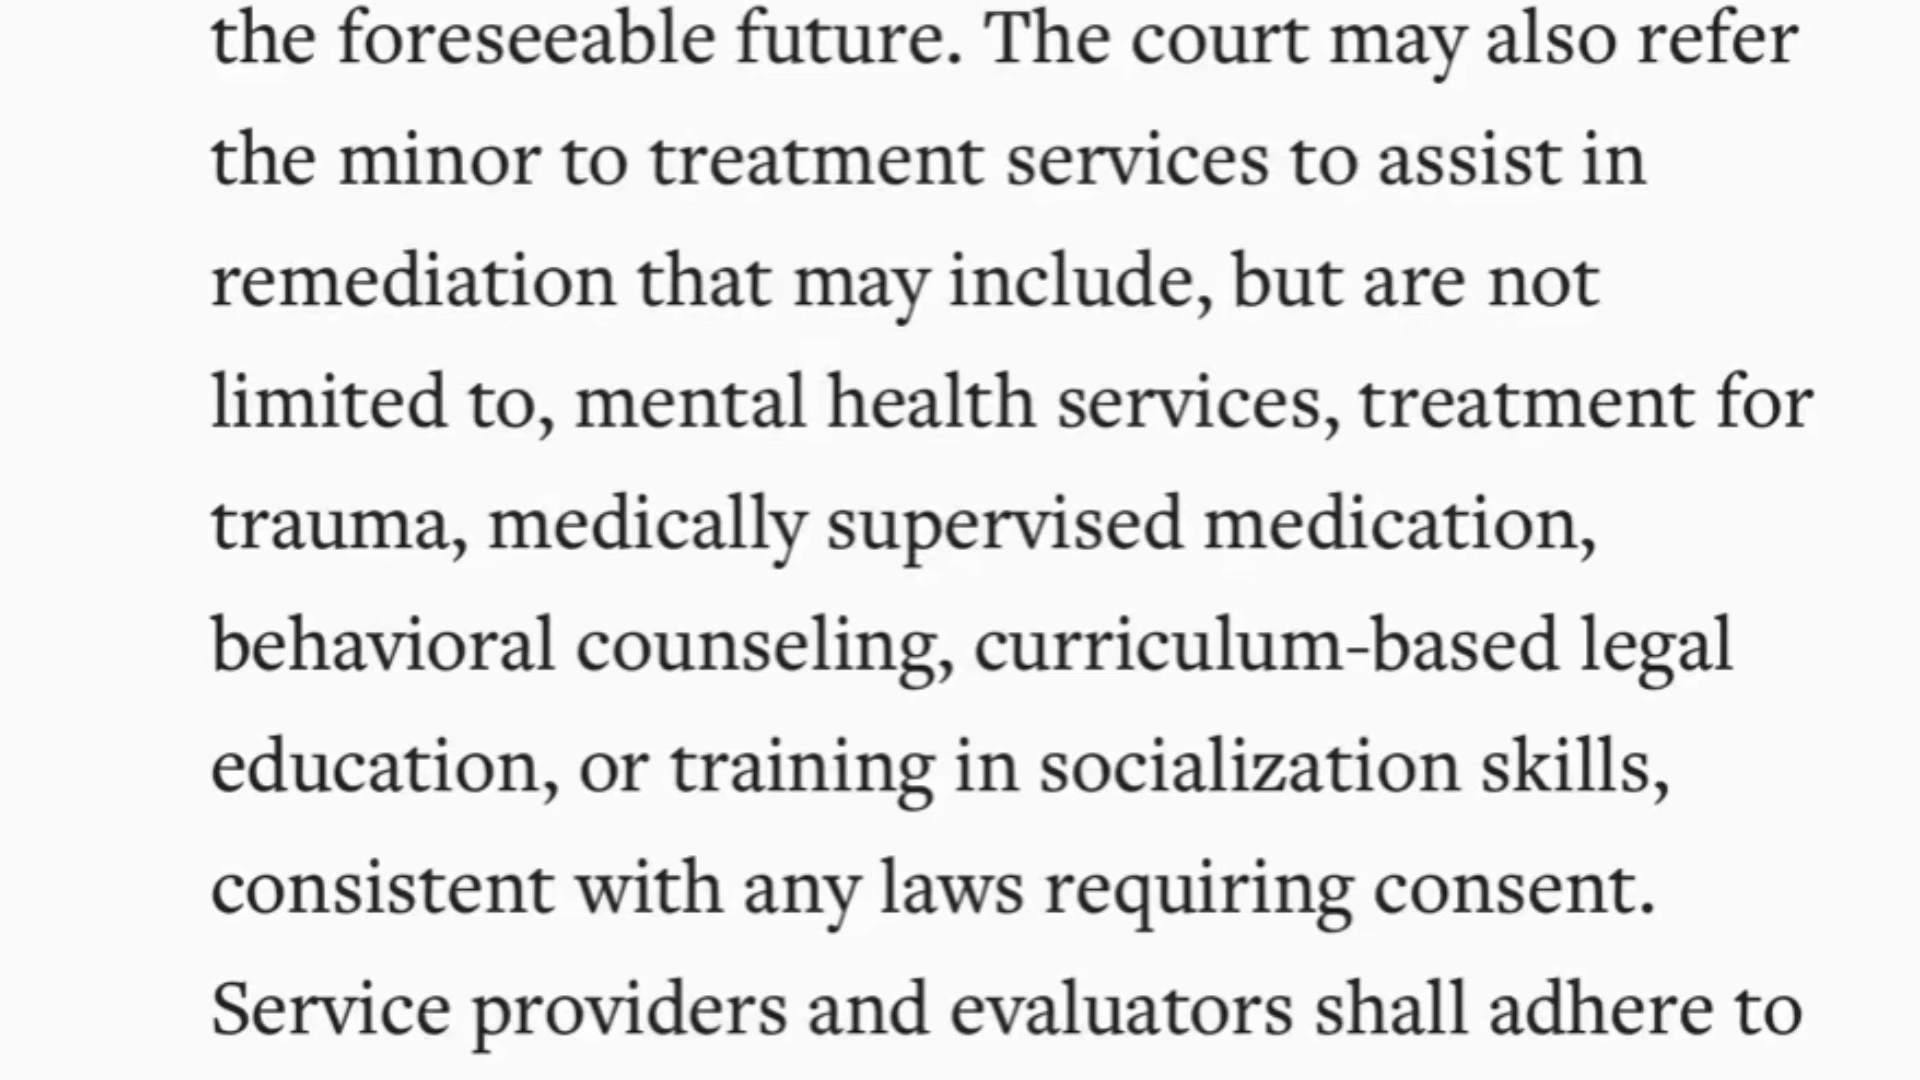 the foreseeable future. The court may also refer
the minor to treatment services to assist in
remediation that may include, but are not
limited to, mental health services, treatment for
trauma, medically supervised medication,
behavioral counseling, curriculum-based legal
education, or training in socialization skills,
consistent with any laws requiring consent.
Service providers and evaluators shall adhere to